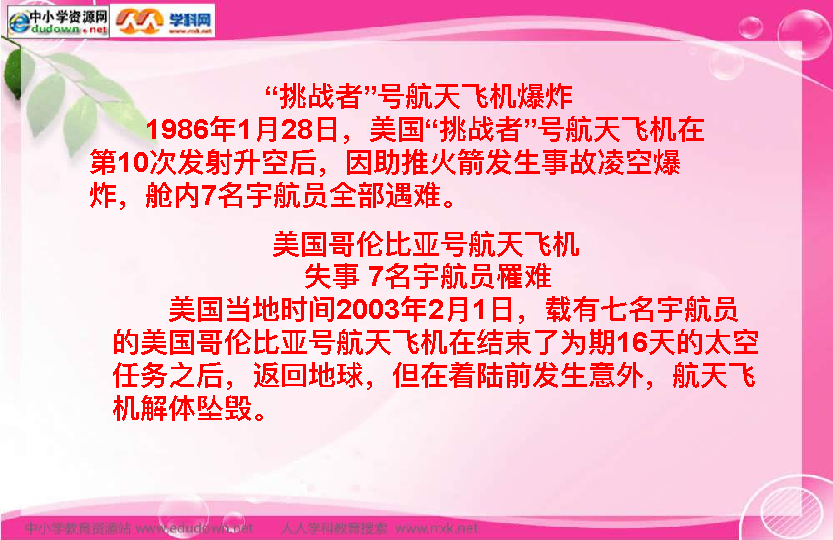 中小学资源网
edudown.net
学科网
www.rrxk.net
“挑战者”号航天飞机爆炸
1986年1月28日，美国“挑战者”号航天飞机在
第10次发射升空后，因助推火箭发生事故凌空爆
炸，舱内7名宇航员全部遇难。
美国哥伦比亚号航天飞机
失事 7名宇航员罹难
美国当地时间2003年2月1日，载有七名宇航员
的美国哥伦比亚号航天飞机在结束了为期16天的太空
任务之后，返回地球，但在着陆前发生意外，航天飞
机解体坠毁。
中小学教育资源站 www.edudown.net 人人学科教育搜索 www.rrxk.net